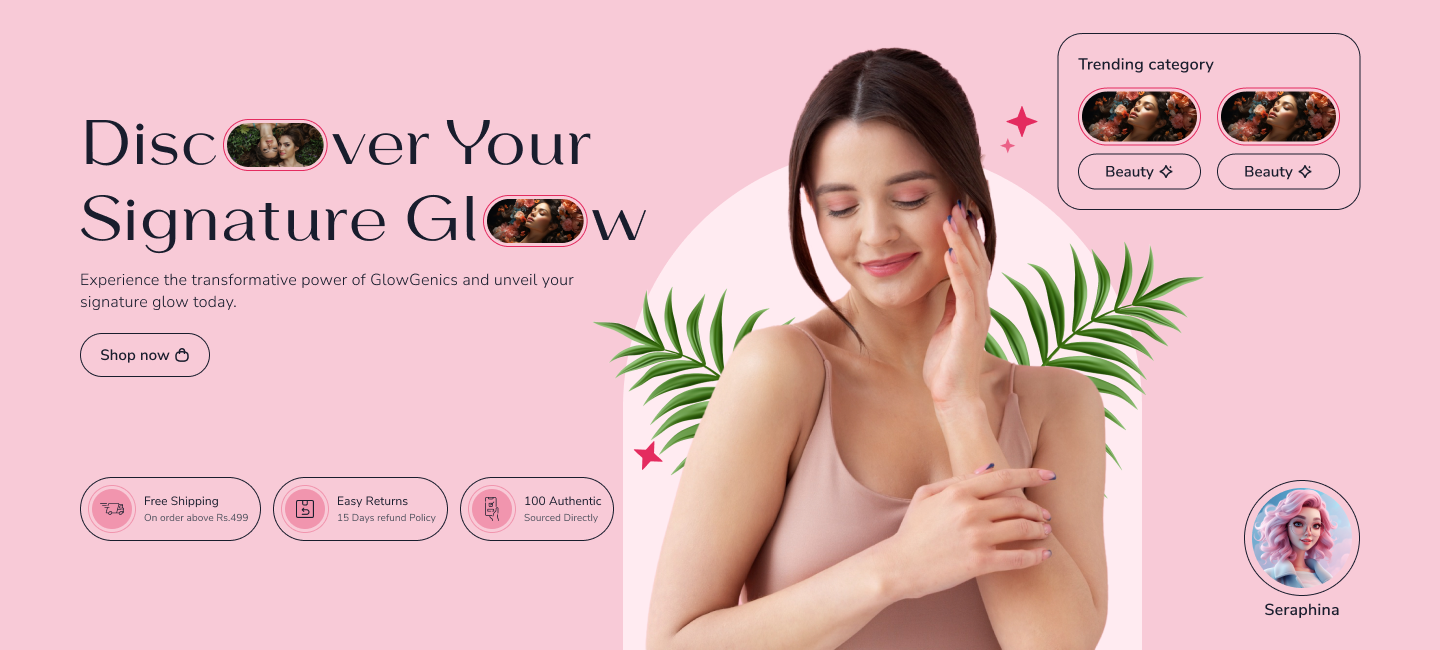 Disc ver Your
Signature Gl w
Experience the transformative power of GlowGenics and unveil your
signature glow today.
Shop now
Free Shipping
On order above Rs.499
Easy Returns
15 Days refund Policy
100 Authentic
Sourced Directly
Trending category
Beauty
Beauty
Seraphina